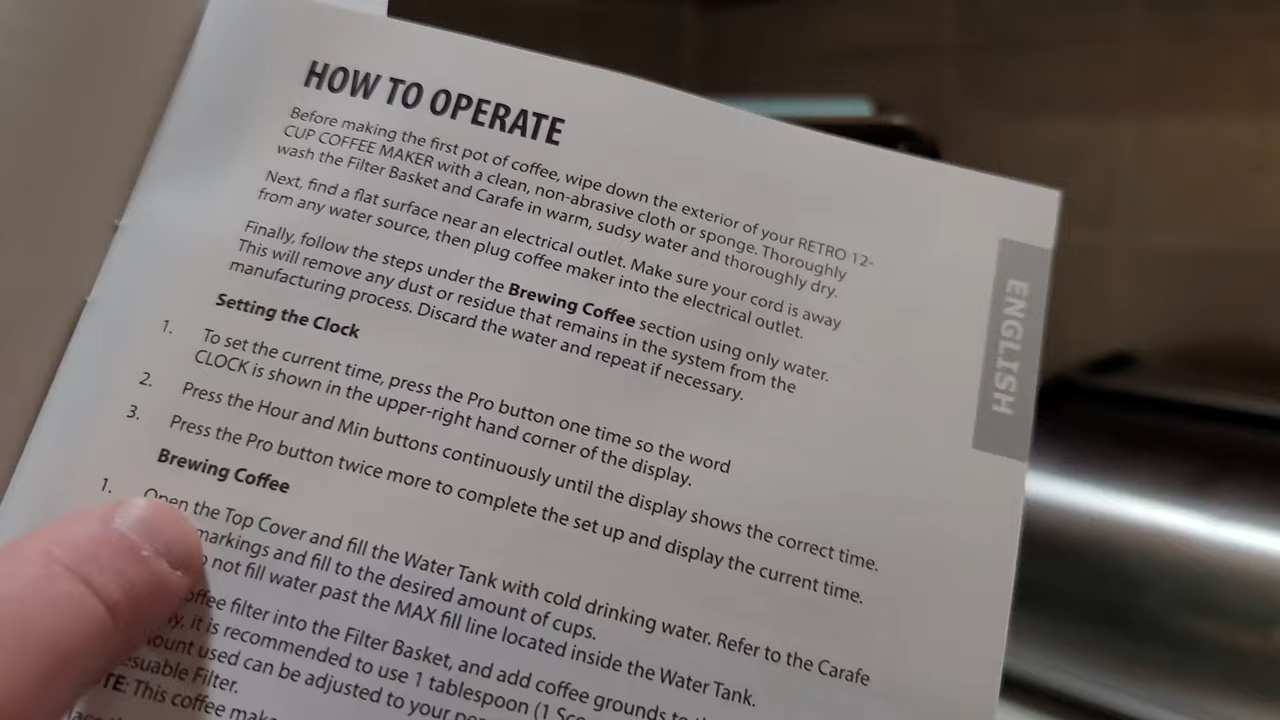 HOW TO OPERATE
Before making the first pot of coffee, wipe down the exterior of your RETRO 12-
CUP COFFEE MAKER with a clean, non-abrasive cloth or sponge. Thoroughly
wash the Filter Basket and Carafe in warm, sudsy water and thoroughly dry.
Next, find a flat surface near an electrical outlet. Make sure your cord is away
from any water source, then plug coffee maker into the electrical outlet.
Finally, follow the steps under the Brewing Coffee section using only water.
This will remove any dust or residue that remains in the system from the
manufacturing process. Discard the water and repeat if necessary.
Setting the Clock
1. To set the current time, press the Pro button one time so the word
CLOCK is shown in the upper-right hand corner of the display.
2. Press the Hour and Min buttons continuously until the display shows the correct time.
3. Press the Pro button twice more to complete the set up and display the current time.
Brewing Coffee
1. Open the Top Cover and fill the Water Tank with cold drinking water. Refer to the Carafe
markings and fill to the desired amount of cups.
not fill water past the MAX fill line located inside the Water Tank.
filter into the Filter Basket, and add coffee grounds to
it is recommended to use 1 tablespoon (1
used can be adjusted to your
Filter.
This coffee
ENGLISH